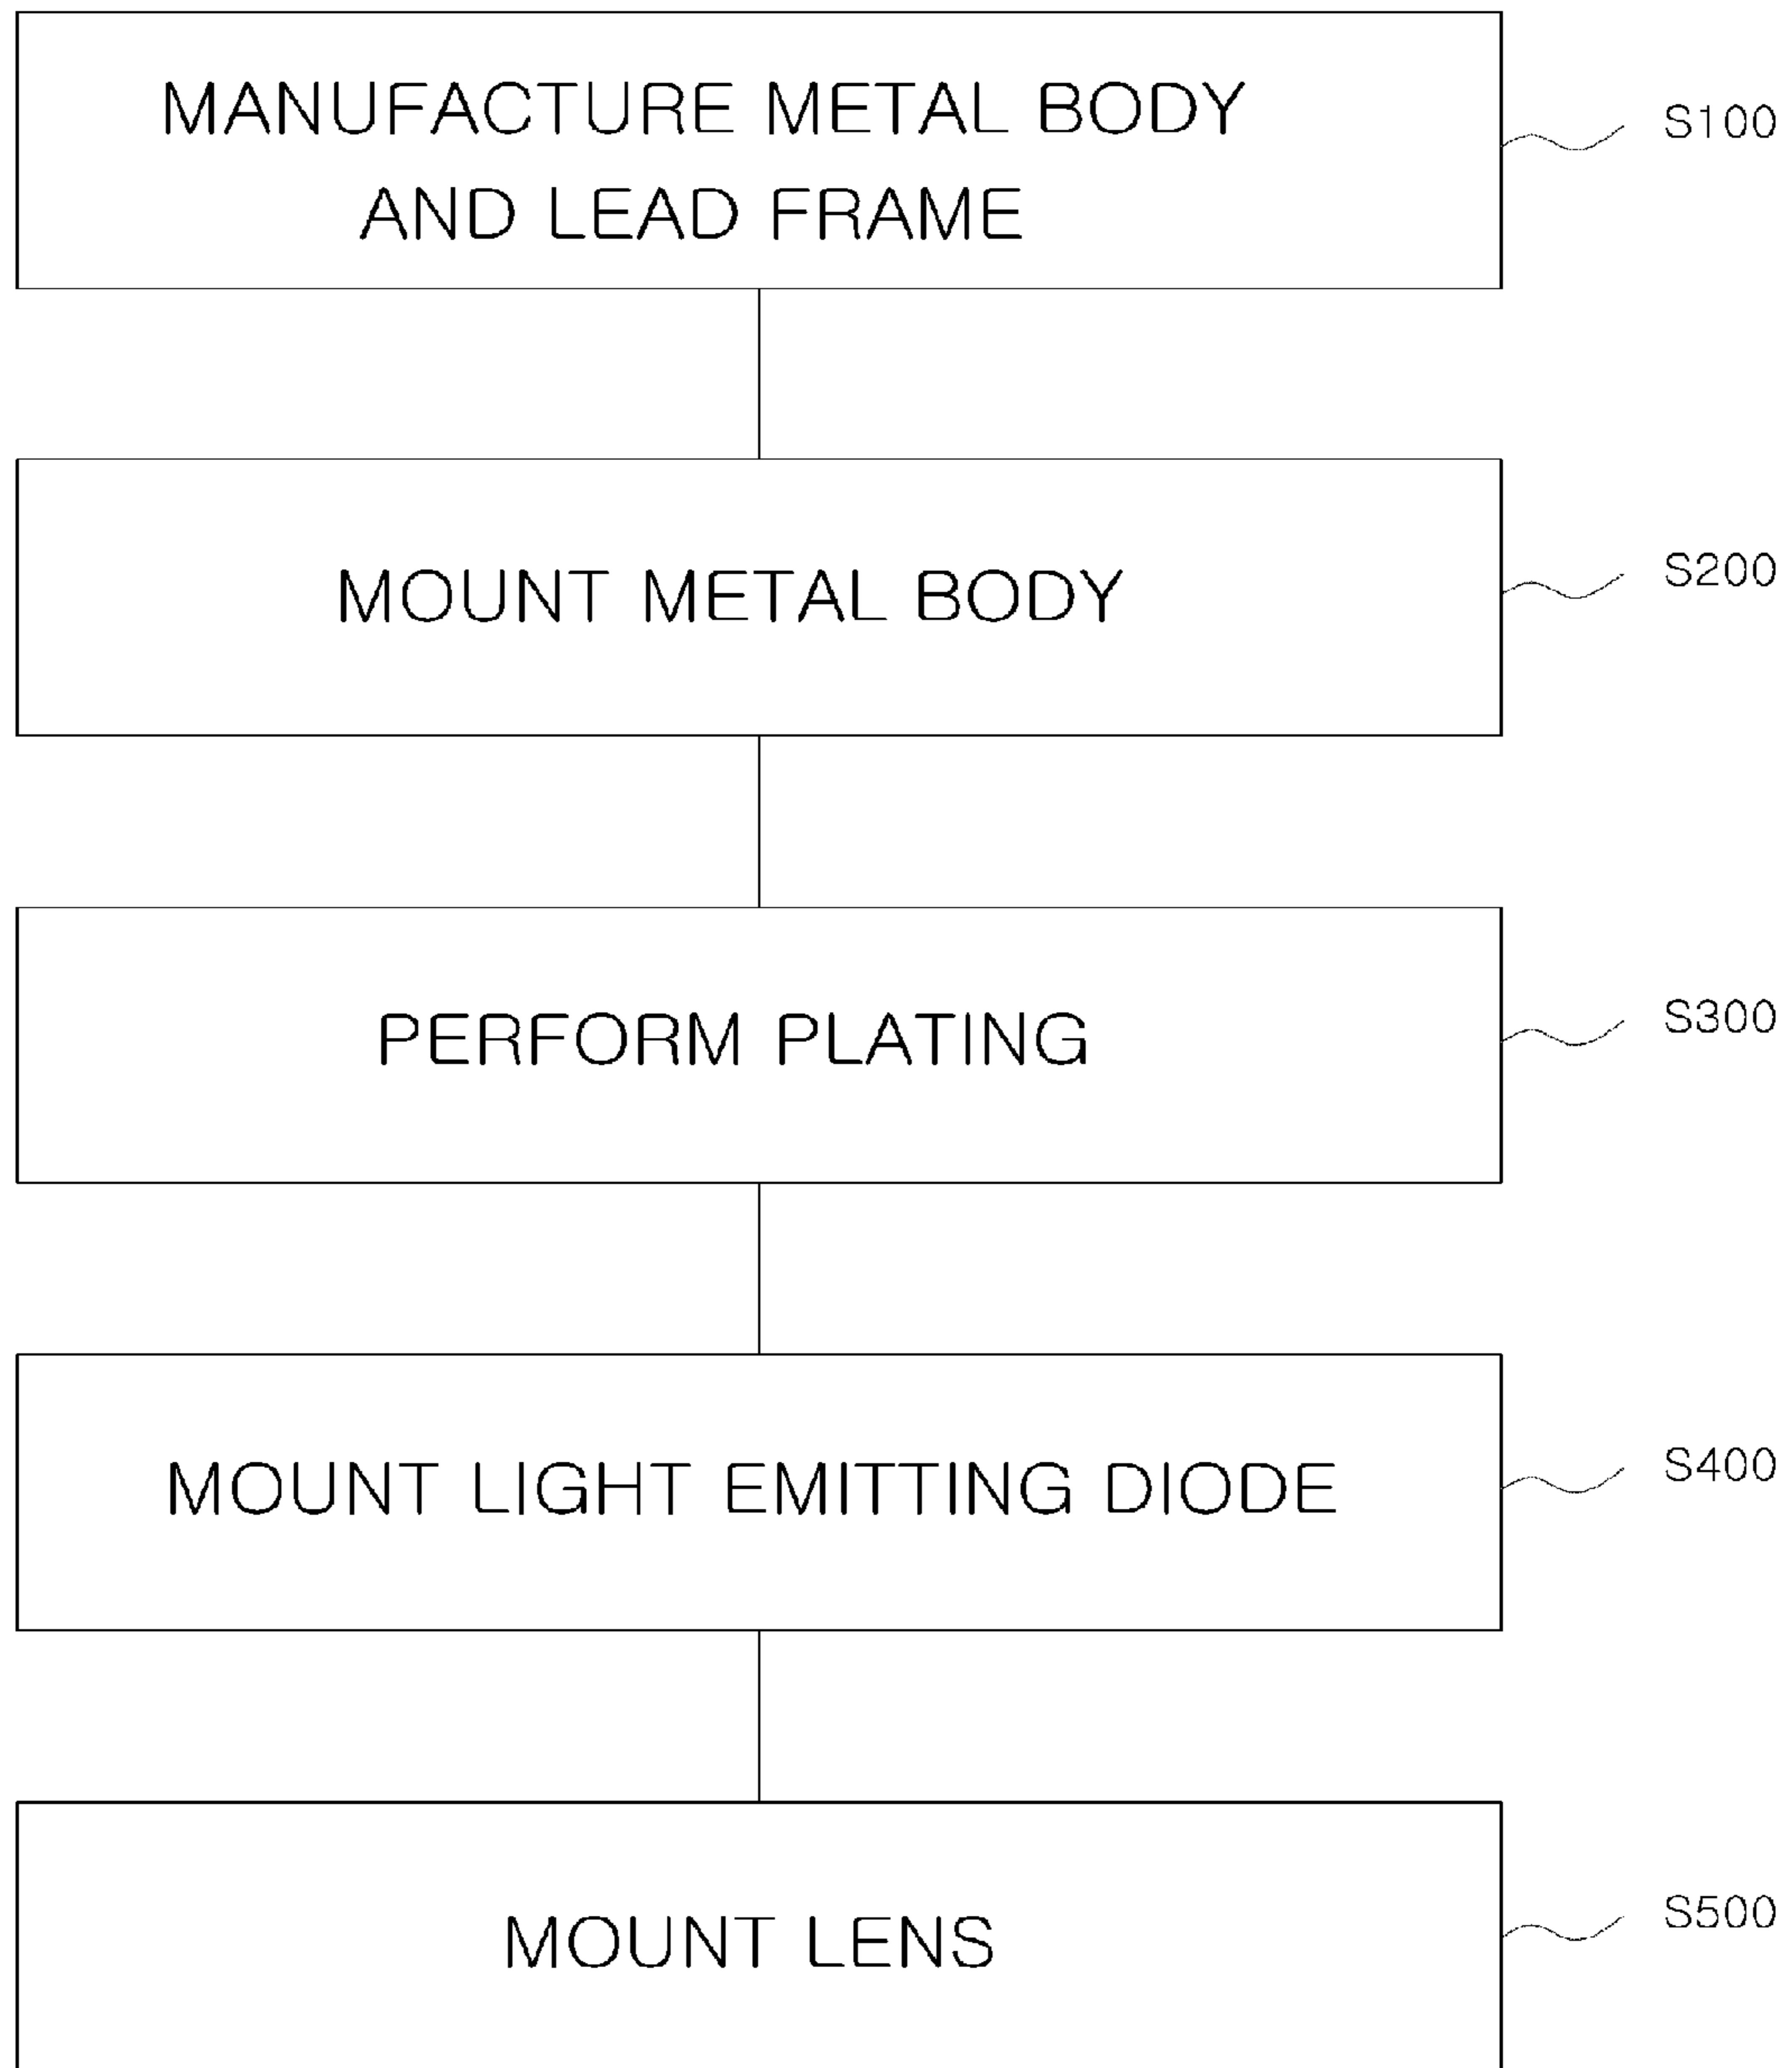 MANUFACTURE METAL BODY
AND LEAD FRAME
S100
MOUNT METAL BODY
S200
PERFORM PLATING
S300
MOUNT LIGHT EMITTING DIODE
S400
MOUNT LENS
S500